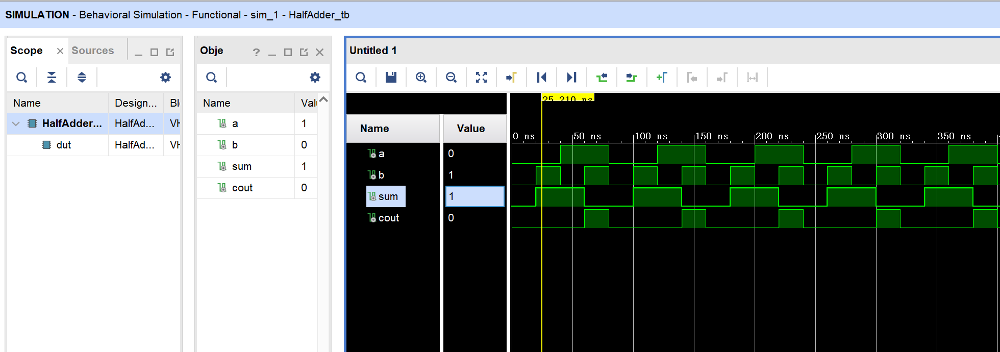 SIMULATION - Behavioral Simulation - Functional - sim_1 - HalfAdder_tb
Scope Sources
Name Design... Blo
HalfAdder... HalfAd... VH
dut HalfAd... VH
Obje ?
Name Valu
a 1
b 0
sum 1
cout 0
Untitled 1
25.210 ns
Name Value
0 ns 50 ns 100 ns 150 ns 200 ns 250 ns 300 ns 350 ns
a 0
b 1
sum 1
cout 0